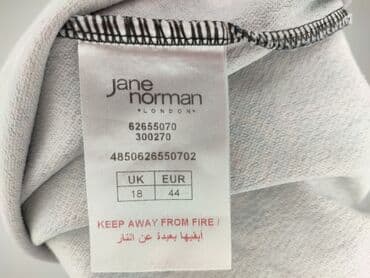 jane
norman
• LONDON •
62655070
300270
4850626550702
UK EUR
18 44
KEEP AWAY FROM FIRE /
ابقيها بعيدة عن النار